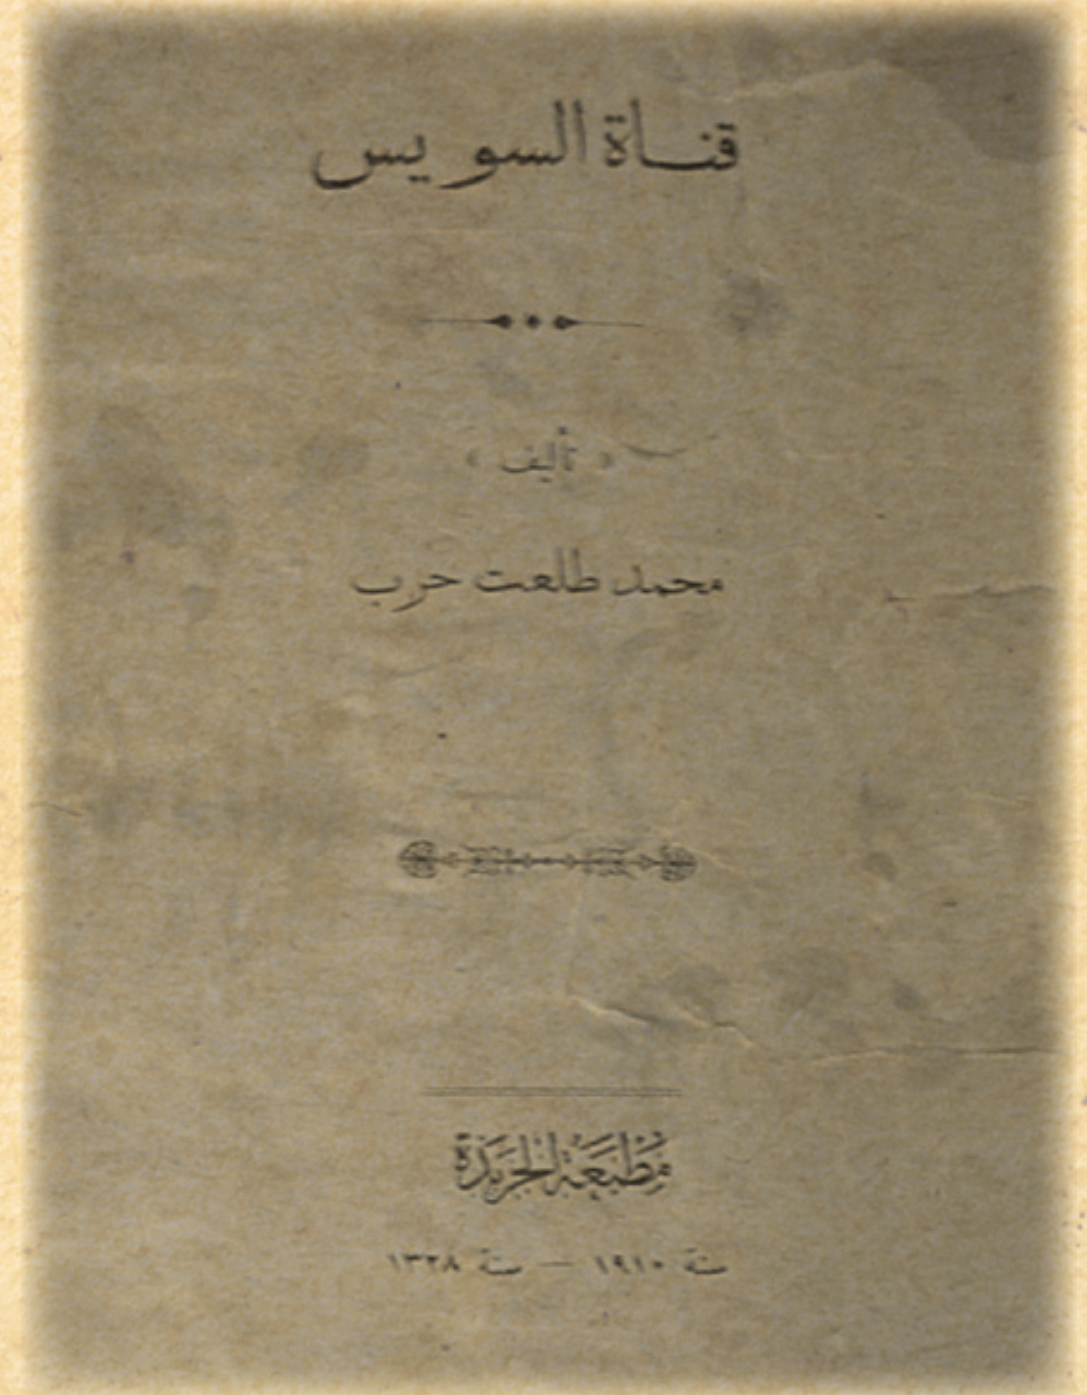 قناة السويس
« تأليف »
محمد طلعت حرب
مطبعة الجريدة
سنة ١٩١٠ — سنة ١٣٢٨